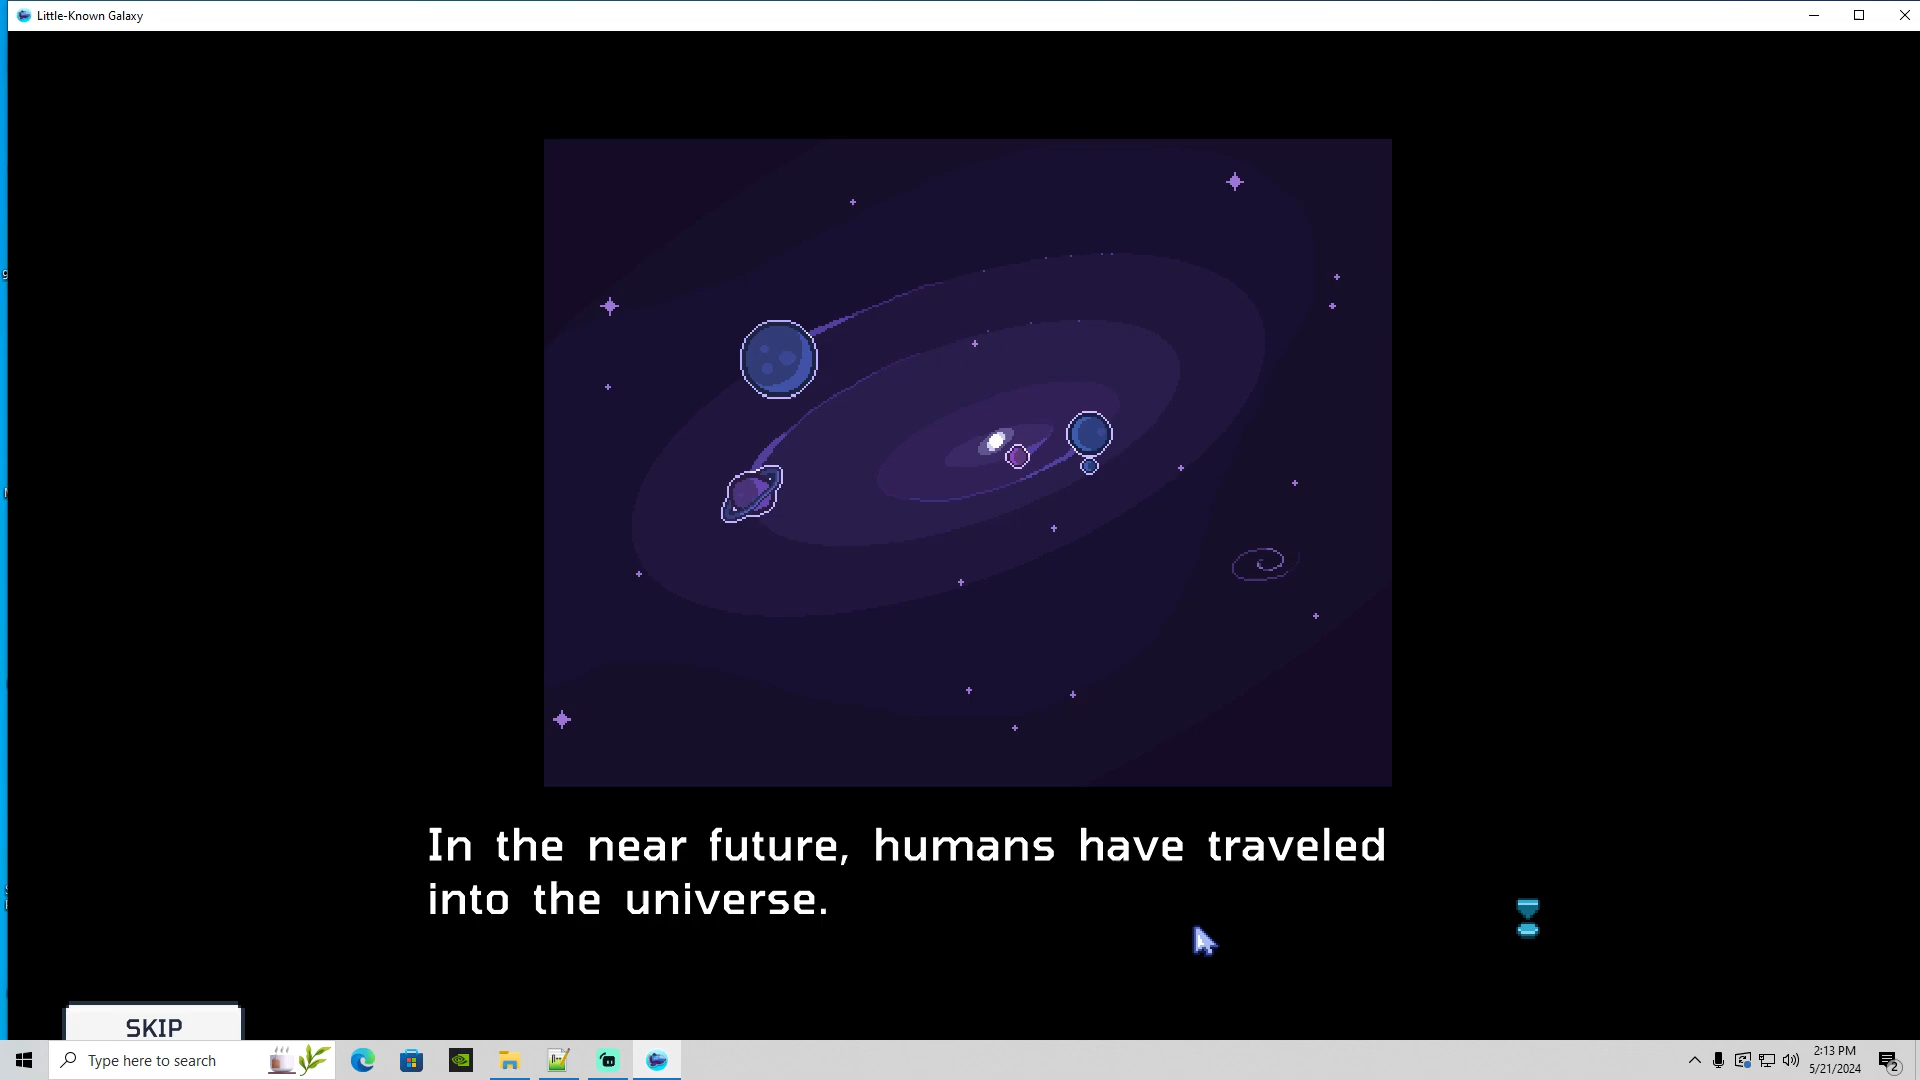 Little-Known Galaxy
In the near future, humans have traveled
into the universe.
SKIP
Type here to search
2:13 PM
5/21/2024
2